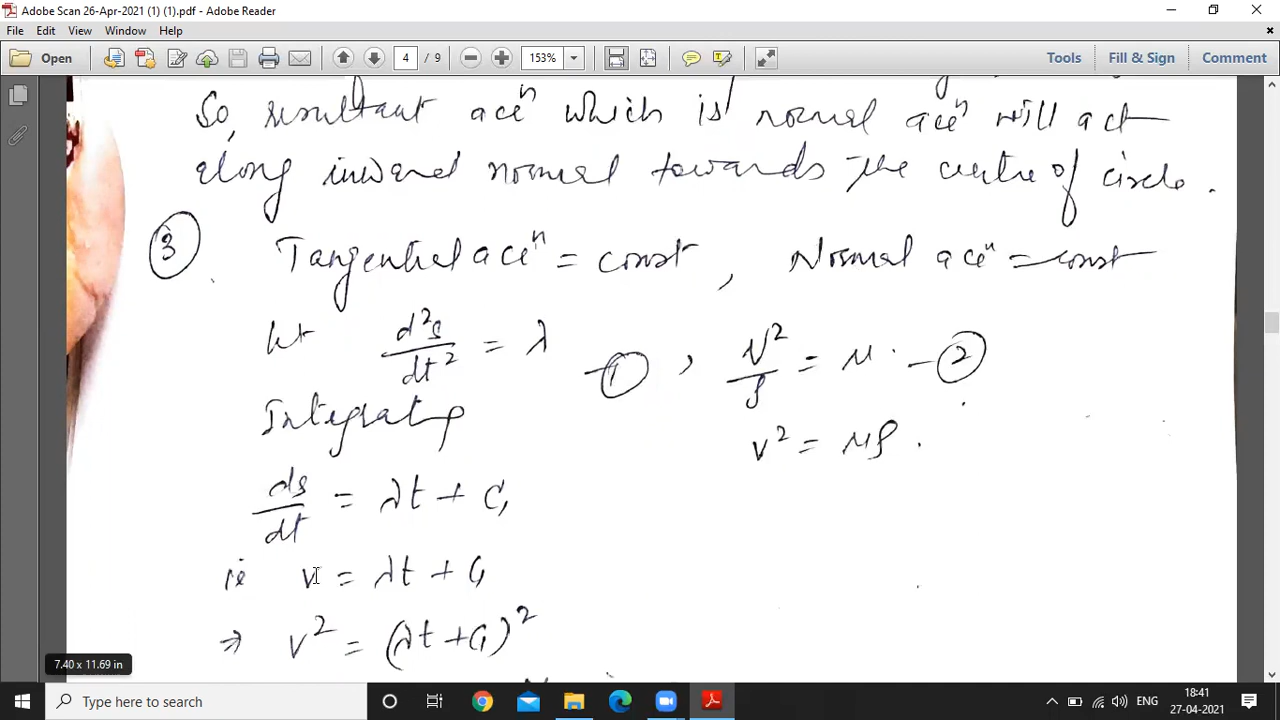 Adobe Scan 26-Apr-2021 (1) (1).pdf - Adobe Reader
File Edit View Window Help
Open 4 / 9 153% Tools Fill & Sign Comment
So, resultant accⁿ which is normal accⁿ will act
along inward normal towards the centre of circle.
③ Tangential accⁿ = const, Normal accⁿ = const
let d²s/dt² = λ —①, v²/ρ = μ. —②
Integrating
v² = μρ.
ds/dt = λt + C₁
ie v = λt + C₁
⇒ v² = (λt + C₁)²
7.40 x 11.69 in
Type here to search
ENG
18:41
27-04-2021